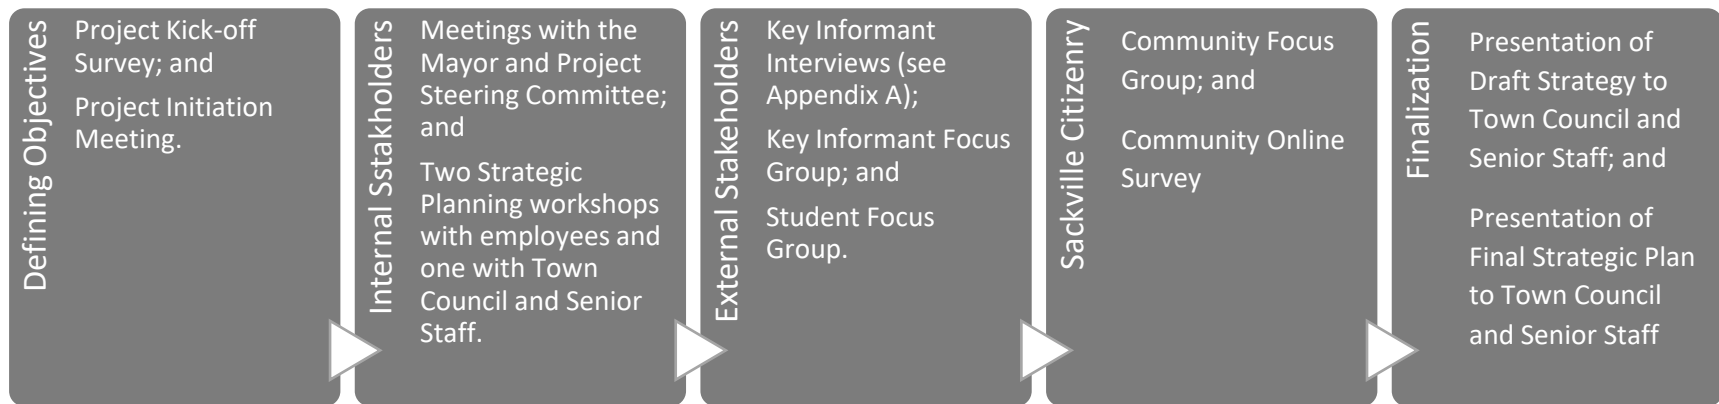 Defining Objectives
Project Kick-off
Survey; and
Project Initiation
Meeting.
Internal Sstakholders
Meetings with the
Mayor and Project
Steering Committee;
and
Two Strategic
Planning workshops
with employees and
one with Town
Council and Senior
Staff.
External Stakeholders
Key Informant
Interviews (see
Appendix A);
Key Informant Focus
Group; and
Student Focus
Group.
Sackville Citizenry
Community Focus
Group; and
Community Online
Survey
Finalization
Presentation of
Draft Strategy to
Town Council and
Senior Staff; and
Presentation of
Final Strategic Plan
to Town Council
and Senior Staff